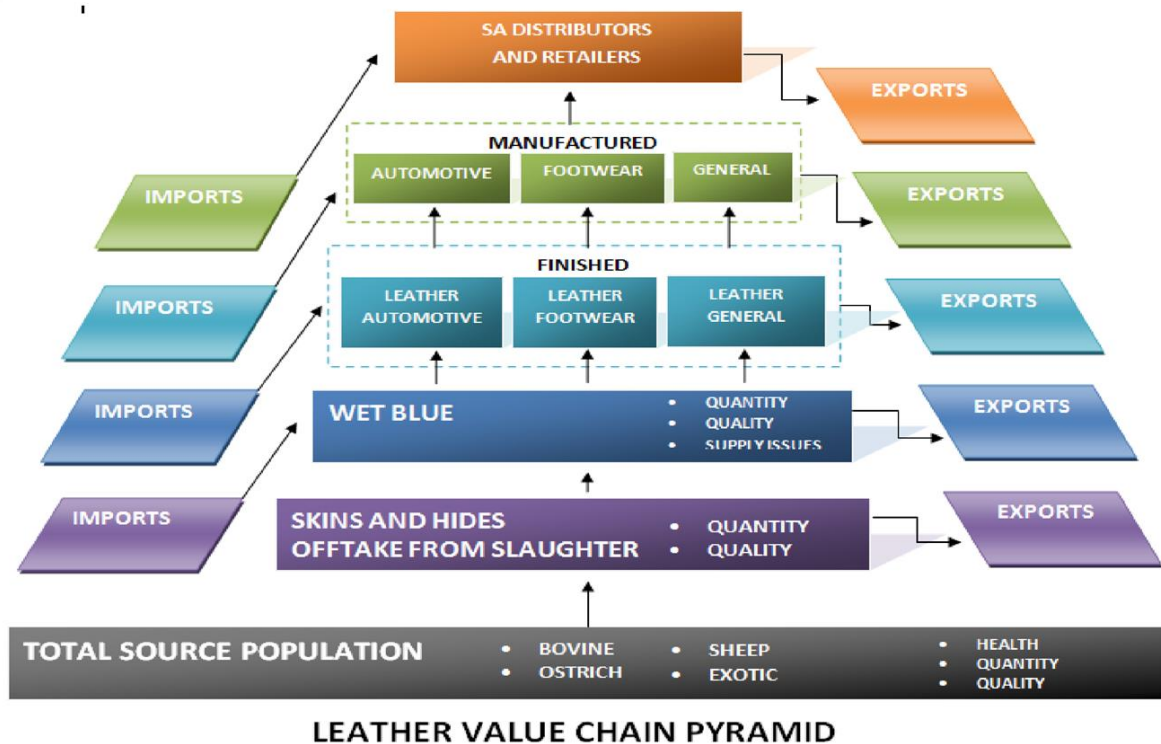 SA DISTRIBUTORS
AND RETAILERS
EXPORTS
MANUFACTURED
AUTOMOTIVE
FOOTWEAR
GENERAL
IMPORTS
EXPORTS
FINISHED
LEATHER
AUTOMOTIVE
LEATHER
FOOTWEAR
LEATHER
GENERAL
IMPORTS
EXPORTS
WET BLUE
• QUANTITY
• QUALITY
• SUPPLY ISSUES
IMPORTS
EXPORTS
SKINS AND HIDES
OFFTAKE FROM SLAUGHTER
• QUANTITY
• QUALITY
IMPORTS
EXPORTS
TOTAL SOURCE POPULATION
• BOVINE
• OSTRICH
• SHEEP
• EXOTIC
• HEALTH
• QUANTITY
• QUALITY
LEATHER VALUE CHAIN PYRAMID